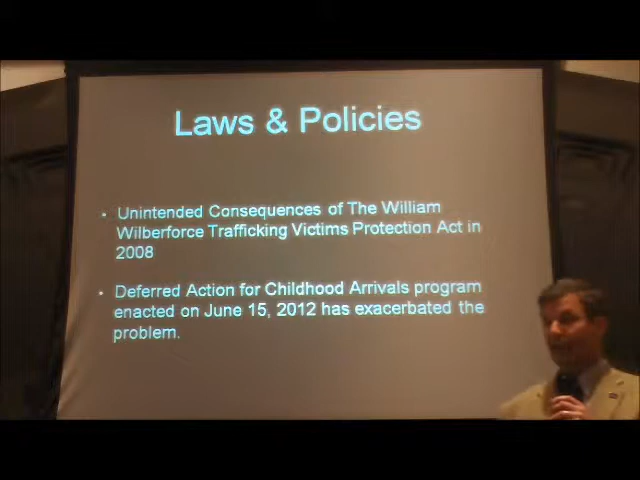 Laws & Policies
• Unintended Consequences of The William
Wilberforce Trafficking Victims Protection Act in
2008
• Deferred Action for Childhood Arrivals program
enacted on June 15, 2012 has exacerbated the
problem.